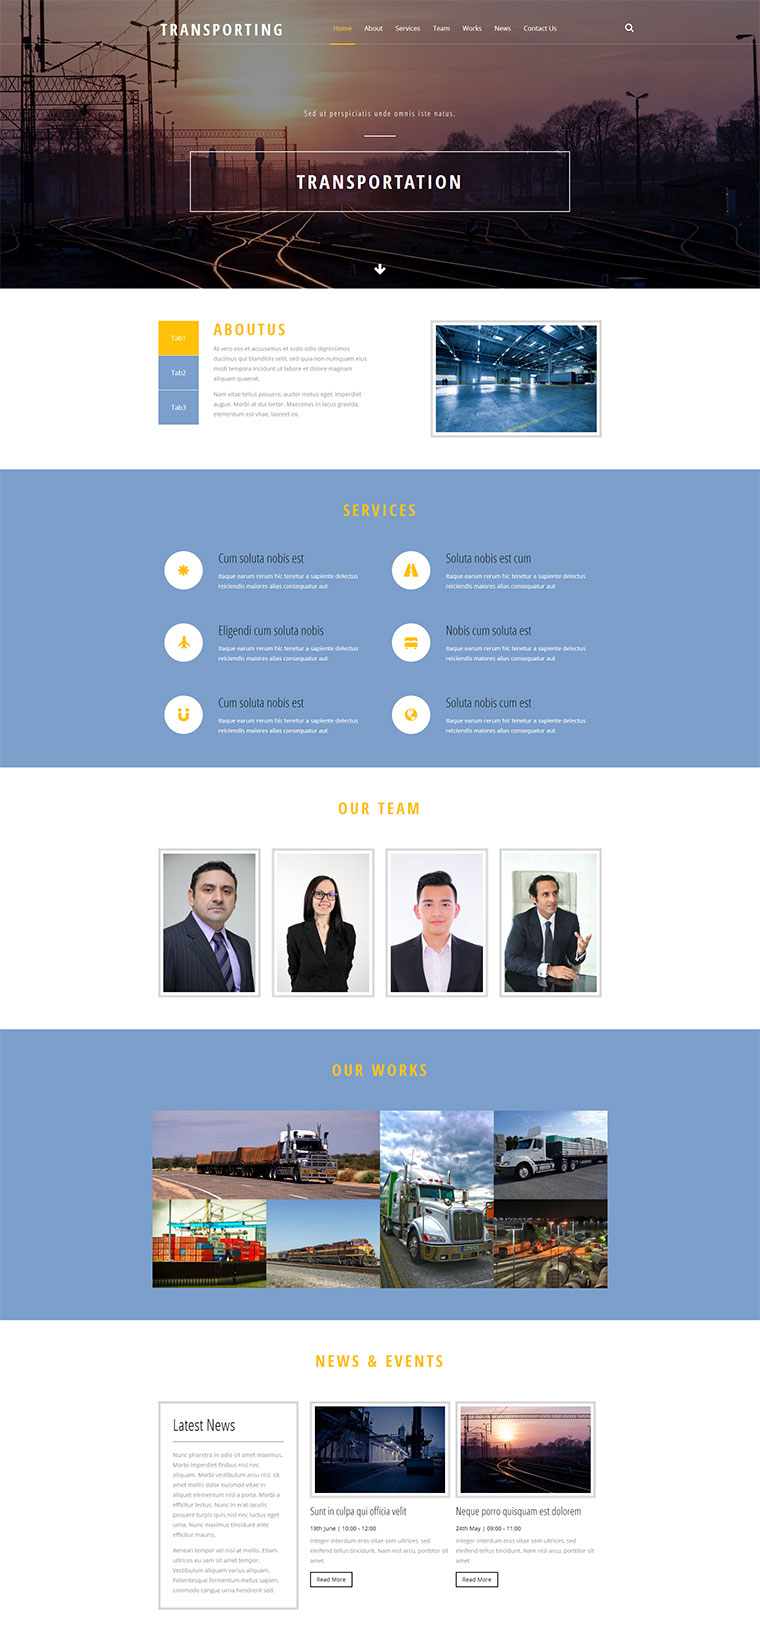 TRANSPORTING
Home About Services Team Works News Contact Us
Sed ut perspiciatis unde omnis iste natus.
TRANSPORTATION
Tab1
Tab2
Tab3
ABOUTUS
At vero eos et accusamus et iusto odio dignissimos
ducimus qui blanditiis velit, sed quia non numquam eius
modi tempora incidunt ut labore et dolore magnam
aliquam quaerat.
Nam vitae tellus posuere, auctor metus eget, imperdiet
augue. Morbi at dui tortor. Maecenas in lacus gravida,
elementum est vitae, laoreet ex.
SERVICES
Cum soluta nobis est
Itaque earum rerum hic tenetur a sapiente delectus
reiciendis maiores alias consequatur aut
Soluta nobis est cum
Itaque earum rerum hic tenetur a sapiente delectus
reiciendis maiores alias consequatur aut
Eligendi cum soluta nobis
Itaque earum rerum hic tenetur a sapiente delectus
reiciendis maiores alias consequatur aut
Nobis cum soluta est
Itaque earum rerum hic tenetur a sapiente delectus
reiciendis maiores alias consequatur aut
Cum soluta nobis est
Itaque earum rerum hic tenetur a sapiente delectus
reiciendis maiores alias consequatur aut
Soluta nobis cum est
Itaque earum rerum hic tenetur a sapiente delectus
reiciendis maiores alias consequatur aut
OUR TEAM
OUR WORKS
NEWS & EVENTS
Latest News
Nunc pharetra in odio sit amet maximus.
Morbi imperdiet finibus nisi nec
aliquam. Morbi vestibulum arcu nisl, sit
amet mollis dolor euismod vitae in
aliquet elementum nisl a porta. Morbi a
efficitur lectus. Nunc in erat iaculis
posuere turpis quis nisl nec luctus eget
urna. Nunc maximus tincidunt ante
efficitur mauris.
Aenean tempor vel nisi at mollis. Etiam
ultrices eu sem sit amet tempor.
Vestibulum aliquam varius aliquam.
Pellentesque fermentum metus sapien,
commodo congue urna hendrerit sed.
Sunt in culpa qui officia velit
19th June | 10:00 - 12:00
Integer interdum eros vitae sem ultrices, sed
eleifend tellus tincidunt. Nam nisl arcu, porttitor sit
amet
Read More
Neque porro quisquam est dolorem
24th May | 09:00 - 11:00
Integer interdum eros vitae sem ultrices, sed
eleifend tellus tincidunt. Nam nisl arcu, porttitor sit
amet
Read More